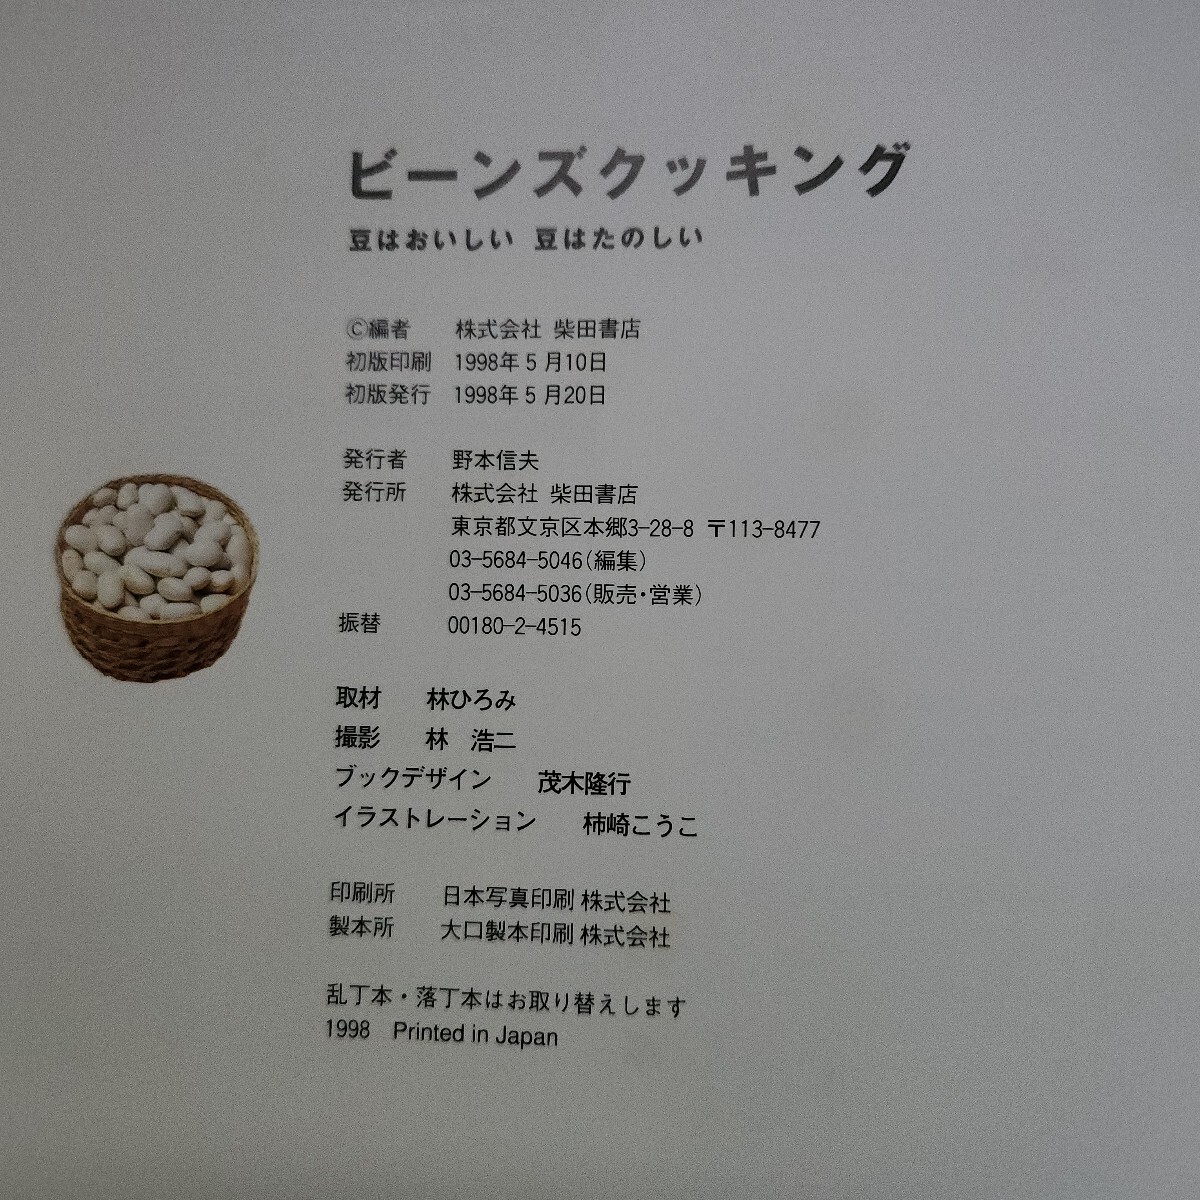 ビーンズクッキング
豆はおいしい 豆はたのしい
Ⓒ編者 株式会社 柴田書店
初版印刷 1998年5月10日
初版発行 1998年5月20日
発行者 野本信夫
発行所 株式会社 柴田書店
東京都文京区本郷3-28-8 〒113-8477
03-5684-5046(編集)
03-5684-5036(販売・営業)
振替 00180-2-4515
取材 林ひろみ
撮影 林 浩二
ブックデザイン 茂木隆行
イラストレーション 柿崎こうこ
印刷所 日本写真印刷 株式会社
製本所 大口製本印刷 株式会社
乱丁本・落丁本はお取り替えします
1998 Printed in Japan